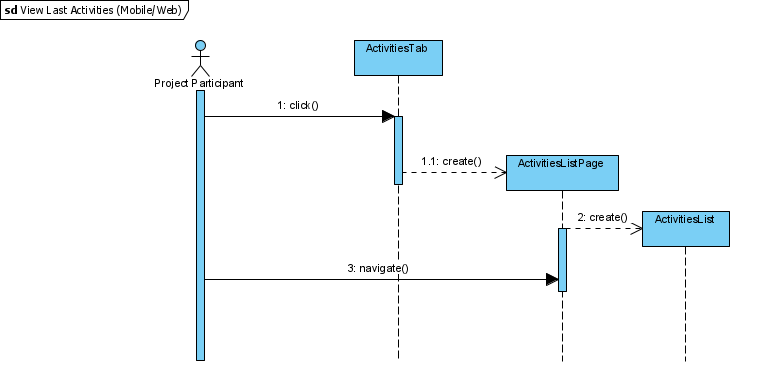 sd View Last Activities (Mobile/Web)
ActivitiesTab
Project Participant
1: click()
1.1: create()
ActivitiesListPage
2: create()
ActivitiesList
3: navigate()